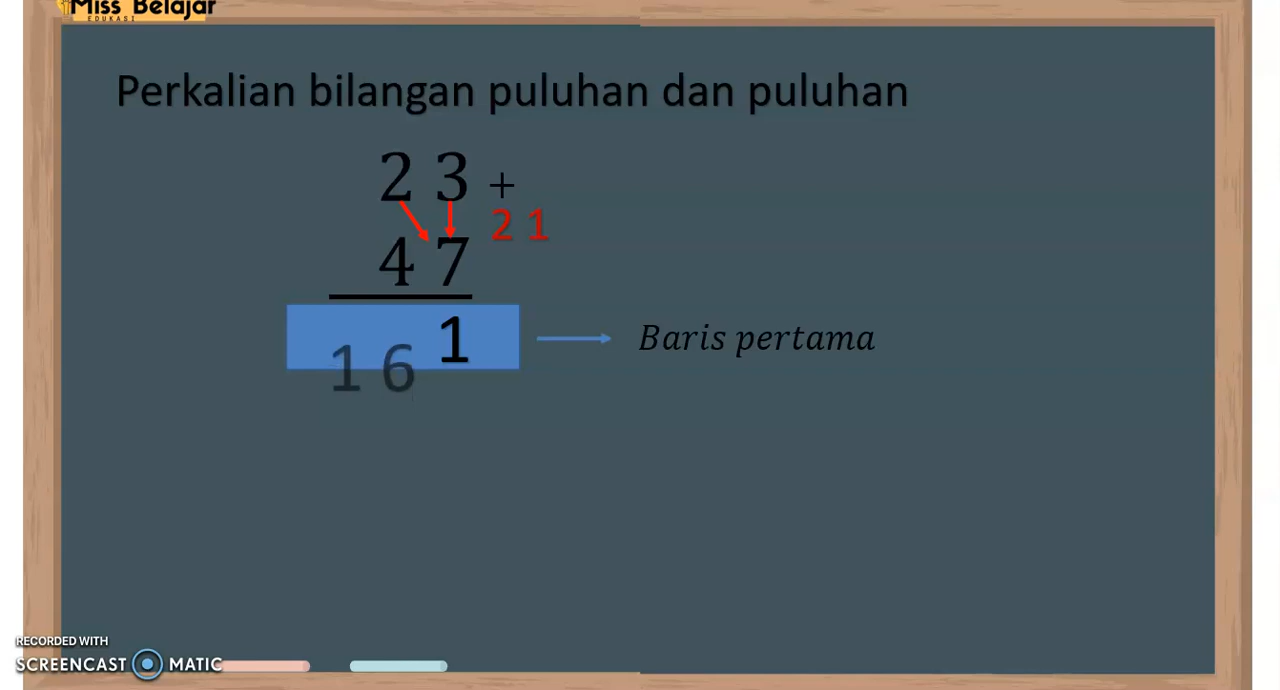 Miss Belajar
EDUKASI
Perkalian bilangan puluhan dan puluhan
2 3 +
2 1
4 7
1 6 1
Baris pertama
RECORDED WITH
SCREENCAST MATIC